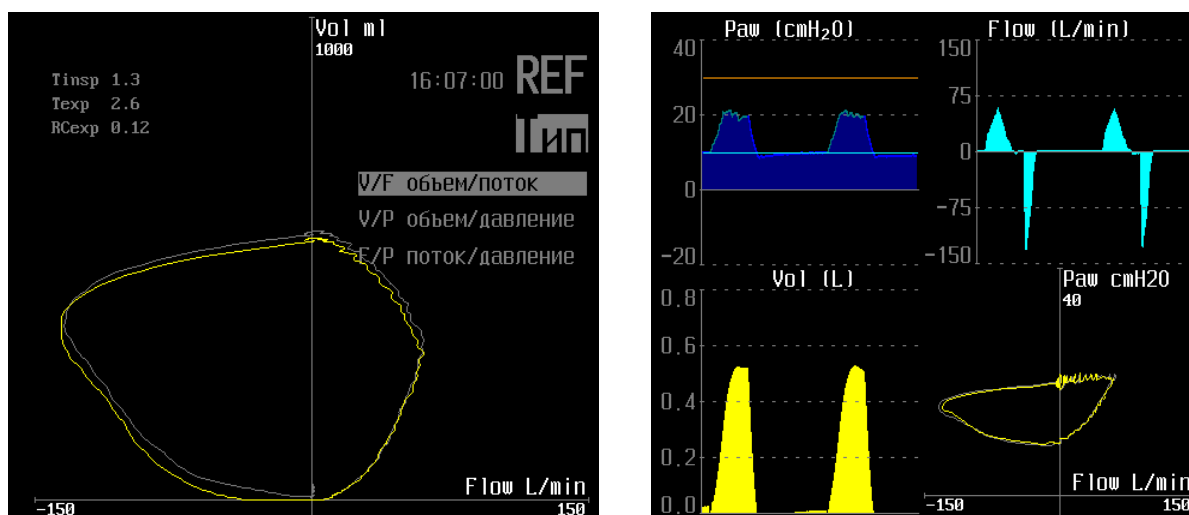 Vol ml
1000
Tinsp 1.3
Texp 2.6
RCexp 0.12
16:07:00 REF
Тип
V/F объем/поток
V/P объем/давление
F/P поток/давление
Flow L/min
-150
150
Paw (cmH₂O)
40
20
0
-20
Flow (L/min)
150
75
0
-75
-150
Vol (L)
0.8
0.6
0.4
0.2
0.0
Paw cmH2O
40
Flow L/min
-150
150